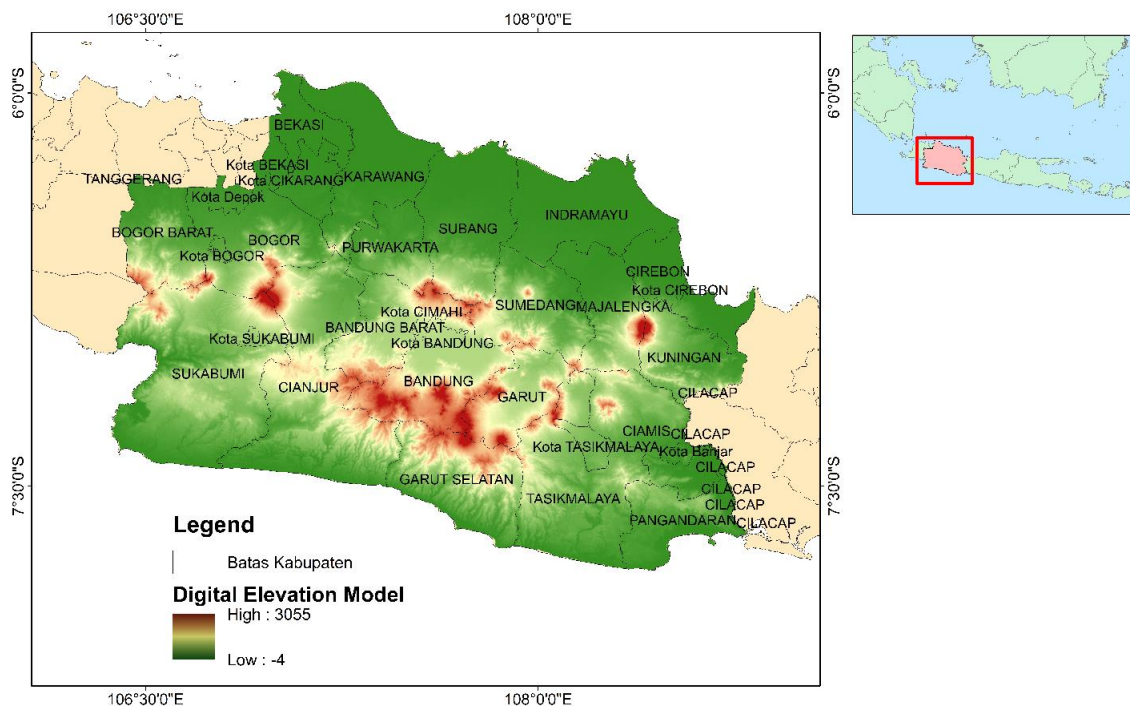 106°30'0"E
108°0'0"E
6°0'0"S
6°0'0"S
BEKASI
Kota BEKASI
TANGGERANG
Kota CIKARANG
KARAWANG
Kota Depok
BOGOR BARAT
BOGOR
INDRAMAYU
SUBANG
PURWAKARTA
Kota BOGOR
CIREBON
Kota CIREBON
SUMEDANG
MAJALENGKA
Kota CIMAHI
BANDUNG BARAT
Kota SUKABUMI
Kota BANDUNG
KUNINGAN
SUKABUMI
CIANJUR
BANDUNG
GARUT
CILACAP
CIAMIS
CILACAP
Kota TASIKMALAYA
Kota Banjar
CILACAP
GARUT SELATAN
CILACAP
TASIKMALAYA
CILACAP
PANGANDARAN
CILACAP
7°30'0"S
7°30'0"S
Legend
Batas Kabupaten
Digital Elevation Model
High : 3055
Low : -4
106°30'0"E
108°0'0"E